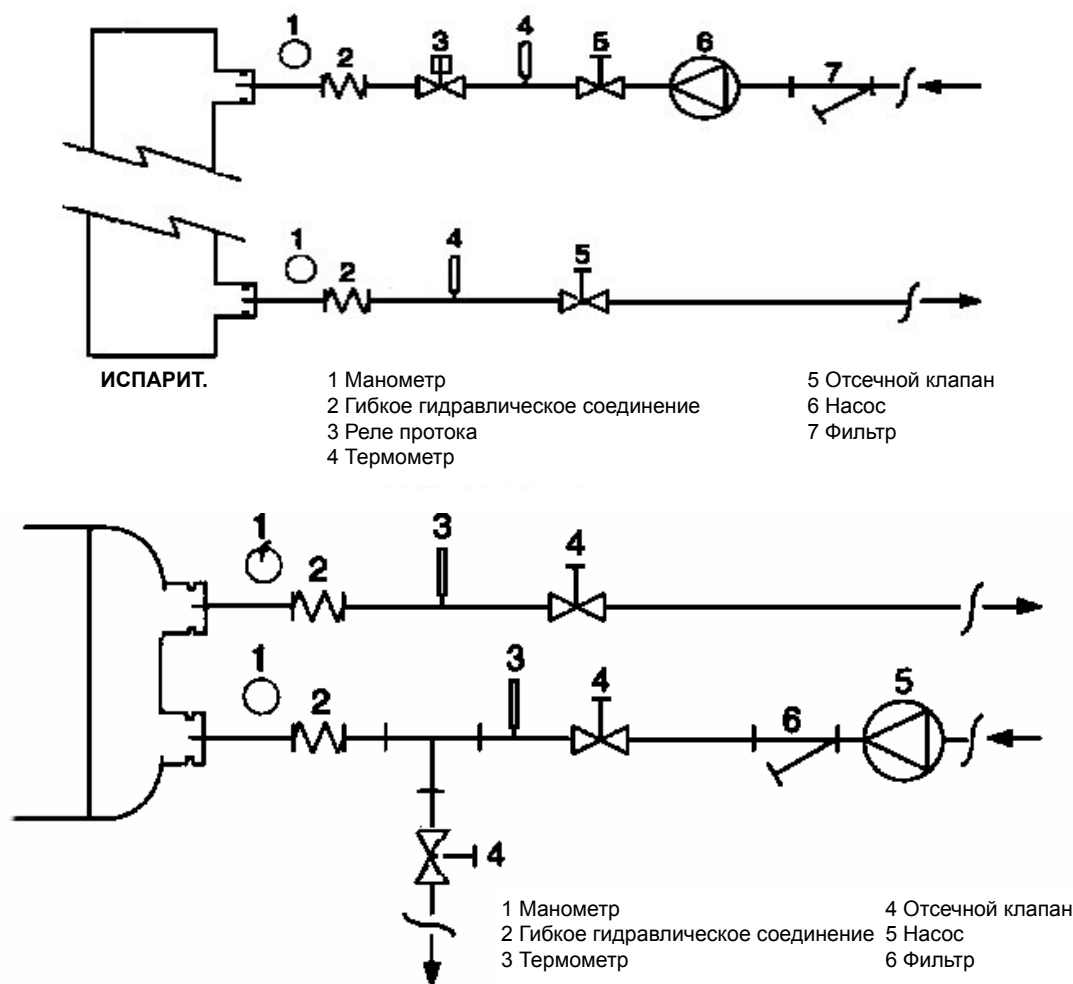 1 2 3 4 5 6 7
1 2 4 5
ИСПАРИТ.
1 Манометр
2 Гибкое гидравлическое соединение
3 Реле протока
4 Термометр
5 Отсечной клапан
6 Насос
7 Фильтр
1 2 3 4
1 2 3 4 6 5
4
1 Манометр
2 Гибкое гидравлическое соединение
3 Термометр
4 Отсечной клапан
5 Насос
6 Фильтр